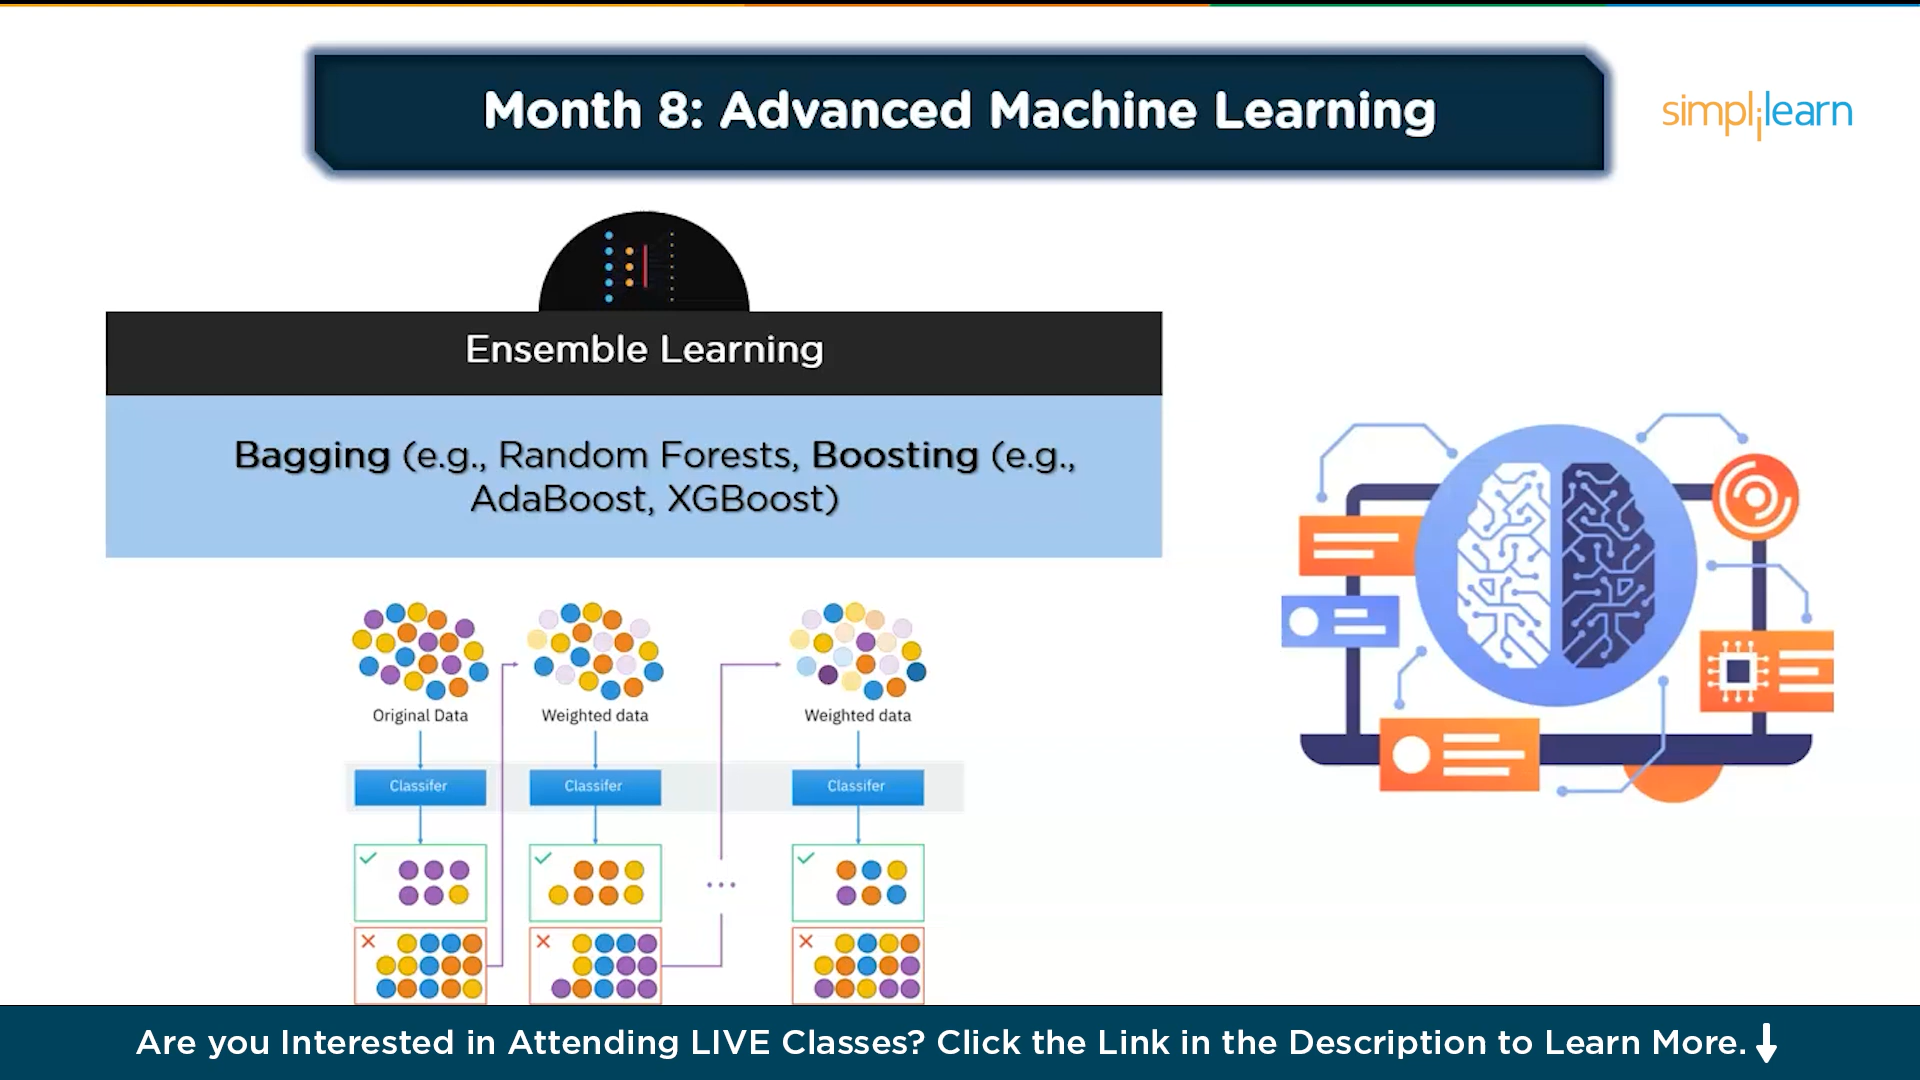 Month 8: Advanced Machine Learning
simplilearn
Ensemble Learning
Bagging (e.g., Random Forests, Boosting (e.g.,
AdaBoost, XGBoost)
Original Data
Weighted data
Weighted data
Classifer
Classifer
Classifer
Are you Interested in Attending LIVE Classes? Click the Link in the Description to Learn More.